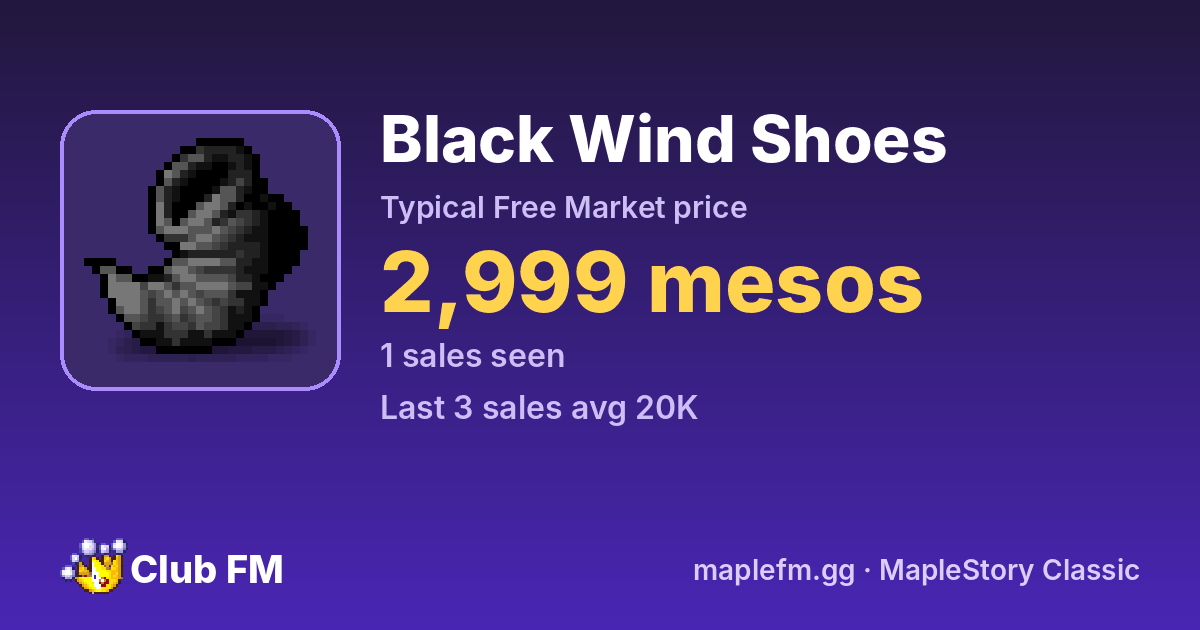 Black Wind Shoes
Typical Free Market price
2,999 mesos
1 sales seen
Last 3 sales avg 20K
Club FM
maplefm.gg · MapleStory Classic